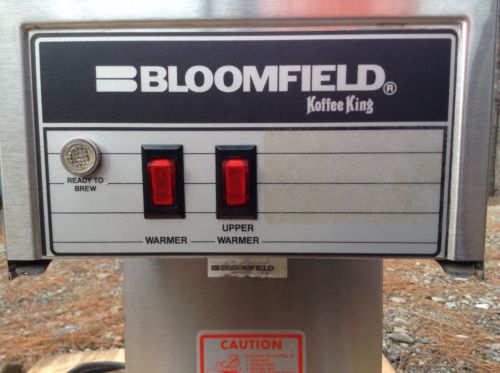 BLOOMFIELD®
Koffee King
READY TO
BREW
WARMER
UPPER
WARMER
BLOOMFIELD
CAUTION